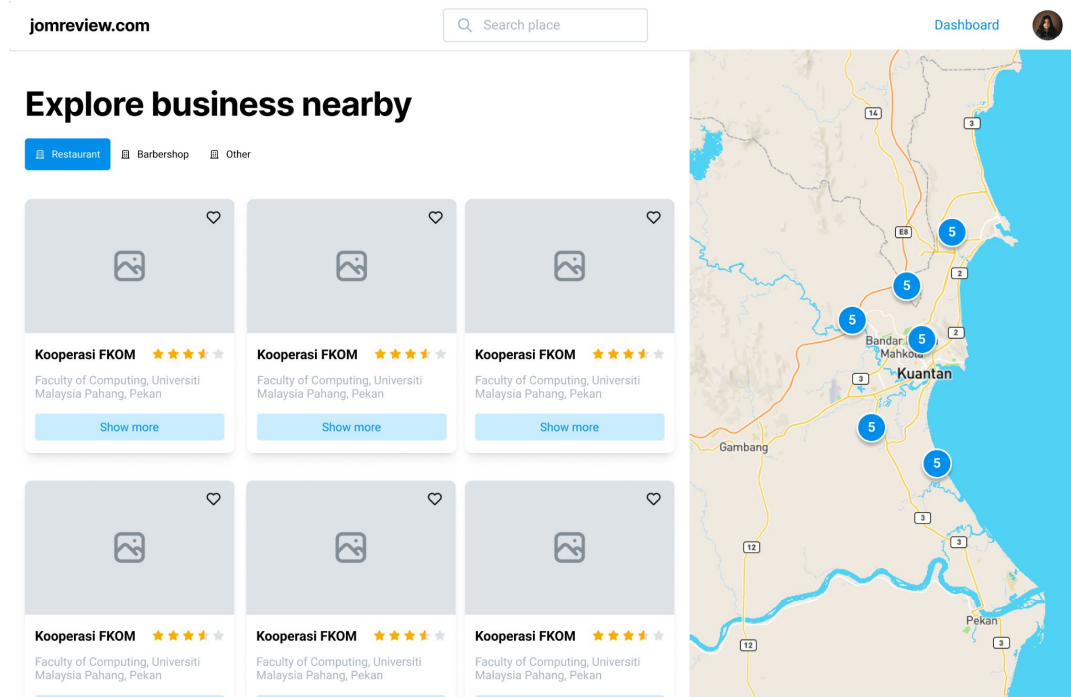 jomreview.com
Search place
Dashboard
Explore business nearby
Restaurant
Barbershop
Other
Kooperasi FKOM
Faculty of Computing, Universiti
Malaysia Pahang, Pekan
Show more
Kooperasi FKOM
Faculty of Computing, Universiti
Malaysia Pahang, Pekan
Show more
Kooperasi FKOM
Faculty of Computing, Universiti
Malaysia Pahang, Pekan
Show more
Kooperasi FKOM
Faculty of Computing, Universiti
Malaysia Pahang, Pekan
Kooperasi FKOM
Faculty of Computing, Universiti
Malaysia Pahang, Pekan
Kooperasi FKOM
Faculty of Computing, Universiti
Malaysia Pahang, Pekan
14
3
E8
5
2
5
5
5
2
Bandar
Mahkota
Kuantan
3
5
Gambang
5
3
3
12
Pekan
12
3